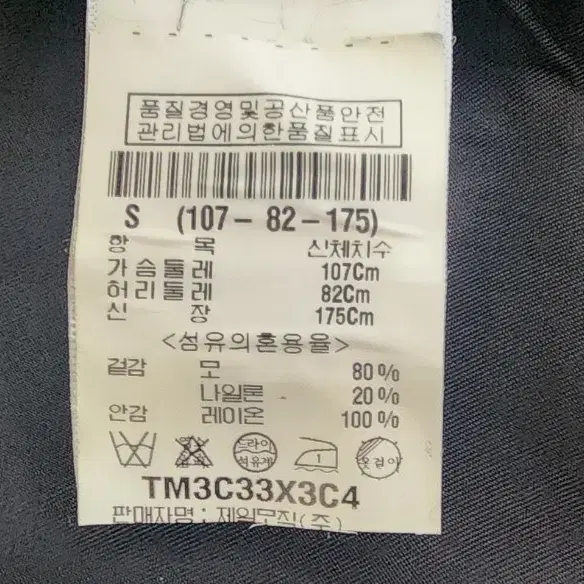 품질경영및공산품안전
관리법에의한품질표시
S (107-82-175)
항 목 신체치수
가슴둘레 107Cm
허리둘레 82Cm
신 장 175Cm
<섬유의혼용율>
겉감 모 80%
나일론 20%
안감 레이온 100%
드라이
석유계
1
옷걸이
TM3C33X3C4
판매자명 : 제일모직(주)